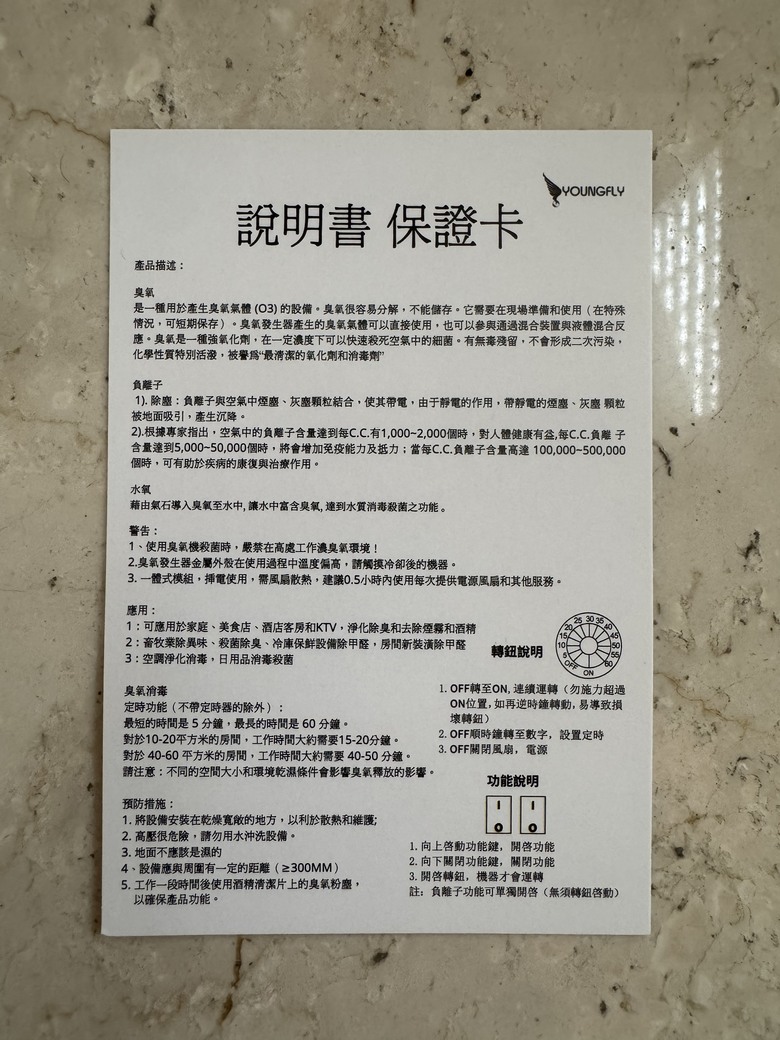 YOUNGFLY
說明書 保證卡
產品描述：
臭氧
是一種用於產生臭氧氣體 (O3) 的設備。臭氧很容易分解，不能儲存。它需要在現場準備和使用（在特殊
情況，可短期保存）。臭氧發生器產生的臭氧氣體可以直接使用，也可以參與通過混合裝置與液體混合反
應。臭氧是一種強氧化劑，在一定濃度下可以快速殺死空氣中的細菌。有無毒殘留，不會形成二次污染，
化學性質特別活潑，被譽爲“最清潔的氧化劑和消毒劑”
負離子
1). 除塵：負離子與空氣中煙塵、灰塵顆粒結合，使其帶電，由于靜電的作用，帶靜電的煙塵、灰塵 顆粒
被地面吸引，產生沉降。
2).根據專家指出，空氣中的負離子含量達到每C.C.有1,000~2,000個時，對人體健康有益,每C.C.負離 子
含量達到5,000~50,000個時，將會增加免疫能力及抵力；當每C.C.負離子含量高達 100,000~500,000
個時，可有助於疾病的康復與治療作用。
水氧
藉由氣石導入臭氧至水中, 讓水中富含臭氧, 達到水質消毒殺菌之功能。
警告：
1、使用臭氧機殺菌時，嚴禁在高處工作濃臭氧環境！
2.臭氧發生器金屬外殼在使用過程中溫度偏高，請觸摸冷卻後的機器。
3. 一體式模組，揷電使用，需風扇散熱，建議0.5小時內使用每次提供電源風扇和其他服務。
應用：
1：可應用於家庭、美食店、酒店客房和KTV，淨化除臭和去除煙霧和酒精
2：畜牧業除異味、殺菌除臭、冷庫保鮮設備除甲醛，房間新裝潢除甲醛
3：空調淨化消毒，日用品消毒殺菌
臭氧消毒
定時功能（不帶定時器的除外）：
最短的時間是 5 分鐘，最長的時間是 60 分鐘。
對於10-20平方米的房間，工作時間大約需要15-20分鐘。
對於 40-60 平方米的房間，工作時間大約需要 40-50 分鐘。
請注意：不同的空間大小和環境乾濕條件會影響臭氧釋放的影響。
預防措施：
1. 將設備安裝在乾燥寬敞的地方，以利於散熱和維護;
2. 高壓很危險，請勿用水沖洗設備。
3. 地面不應該是濕的
4、設備應與周圍有一定的距離（≥300MM）
5. 工作一段時間後使用酒精清潔片上的臭氧粉塵，
以確保產品功能。
轉鈕說明
OFF 5 10 15 20 25 30 35 40 45 50 55 60 ON
1. OFF轉至ON, 連續運轉（勿施力超過
ON位置, 如再逆時鐘轉動, 易導致損
壞轉鈕）
2. OFF順時鐘轉至數字，設置定時
3. OFF關閉風扇，電源
功能說明
1. 向上啓動功能鍵，開啓功能
2. 向下關閉功能鍵，關閉功能
3. 開啓轉鈕，機器才會運轉
註：負離子功能可單獨開啓（無須轉鈕啓動）